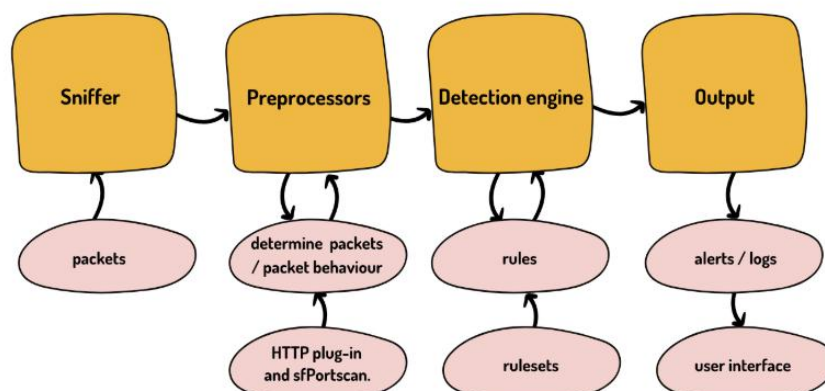 Sniffer
Preprocessors
Detection engine
Output
packets
determine packets
/ packet behaviour
rules
alerts / logs
HTTP plug-in
and sfPortscan.
rulesets
user interface